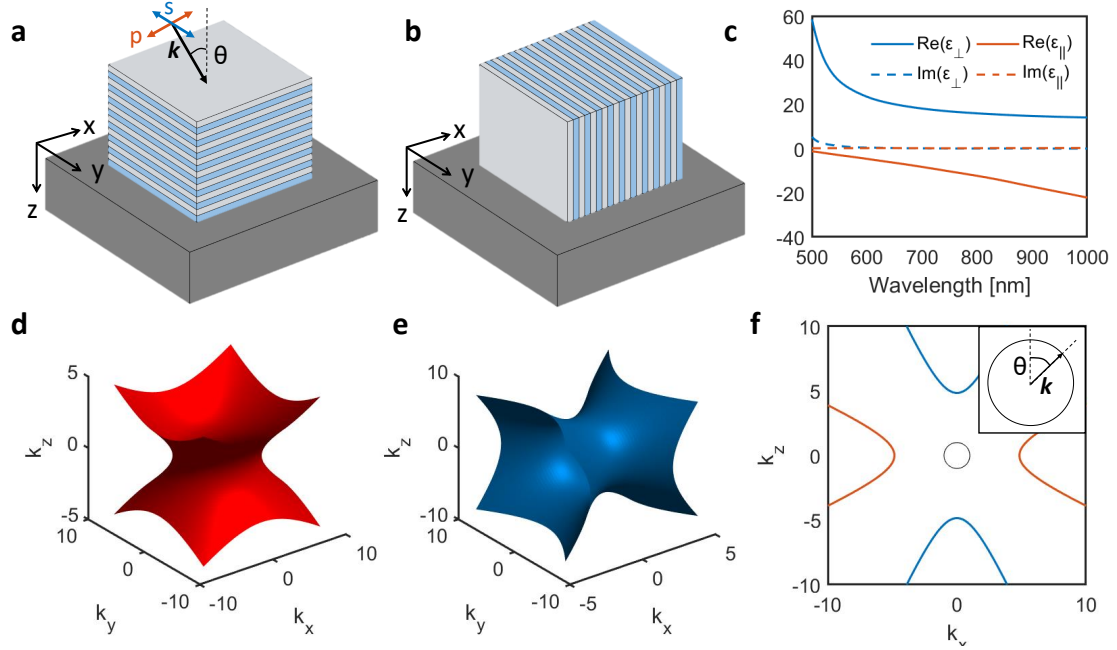 a
s
p
k
θ
x
y
z
b
x
y
z
c
60
40
20
0
-20
-40
Re(ε⊥)
Re(ε||)
Im(ε⊥)
Im(ε||)
500
600
700
800
900
1000
Wavelength [nm]
d
5
0
-5
kz
10
0
-10
ky
-10
0
10
kx
e
10
0
-10
kz
10
0
-10
ky
-5
0
5
kx
f
10
5
0
-5
-10
kz
θ
k
-10
0
10
kx